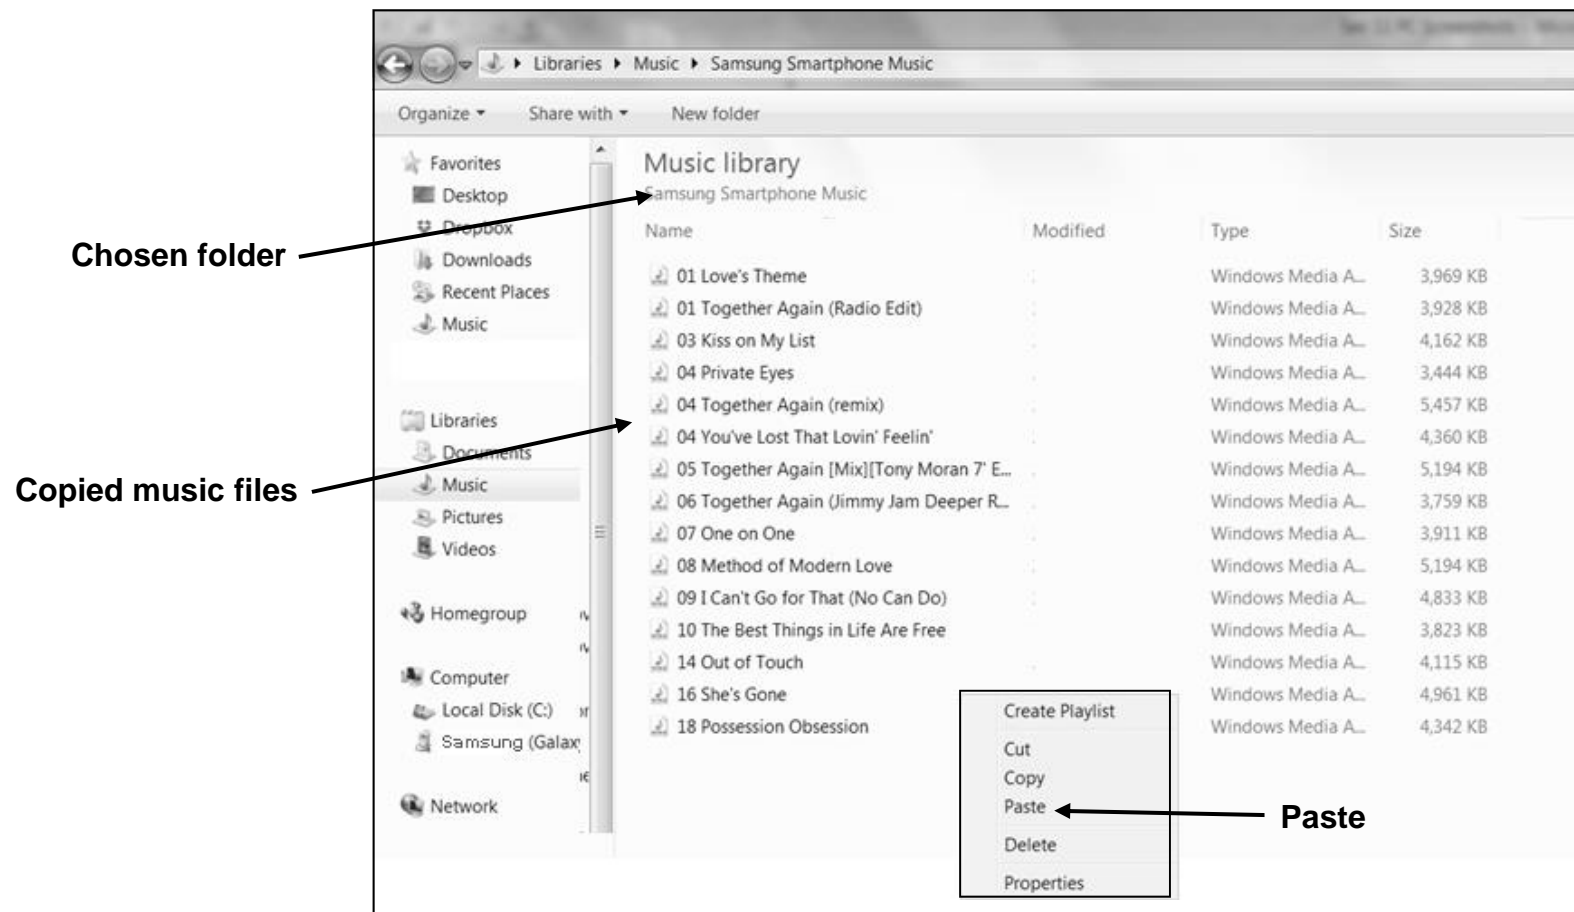 Libraries ▸ Music ▸ Samsung Smartphone Music
Organize Share with New folder
Favorites
Desktop
Dropbox
Downloads
Recent Places
Music
Libraries
Documents
Music
Pictures
Videos
Homegroup
Computer
Local Disk (C:)
Samsung (Galax
Network
Chosen folder
Copied music files
Music library
Samsung Smartphone Music
Name Modified Type Size
01 Love's Theme Windows Media A... 3,969 KB
01 Together Again (Radio Edit) Windows Media A... 3,928 KB
03 Kiss on My List Windows Media A... 4,162 KB
04 Private Eyes Windows Media A... 3,444 KB
04 Together Again (remix) Windows Media A... 5,457 KB
04 You've Lost That Lovin' Feelin' Windows Media A... 4,360 KB
05 Together Again [Mix][Tony Moran 7' E... Windows Media A... 5,194 KB
06 Together Again (Jimmy Jam Deeper R... Windows Media A... 3,759 KB
07 One on One Windows Media A... 3,911 KB
08 Method of Modern Love Windows Media A... 5,194 KB
09 I Can't Go for That (No Can Do) Windows Media A... 4,833 KB
10 The Best Things in Life Are Free Windows Media A... 3,823 KB
14 Out of Touch Windows Media A... 4,115 KB
16 She's Gone Windows Media A... 4,961 KB
18 Possession Obsession Windows Media A... 4,342 KB
Create Playlist
Cut
Copy
Paste
Delete
Properties
Paste